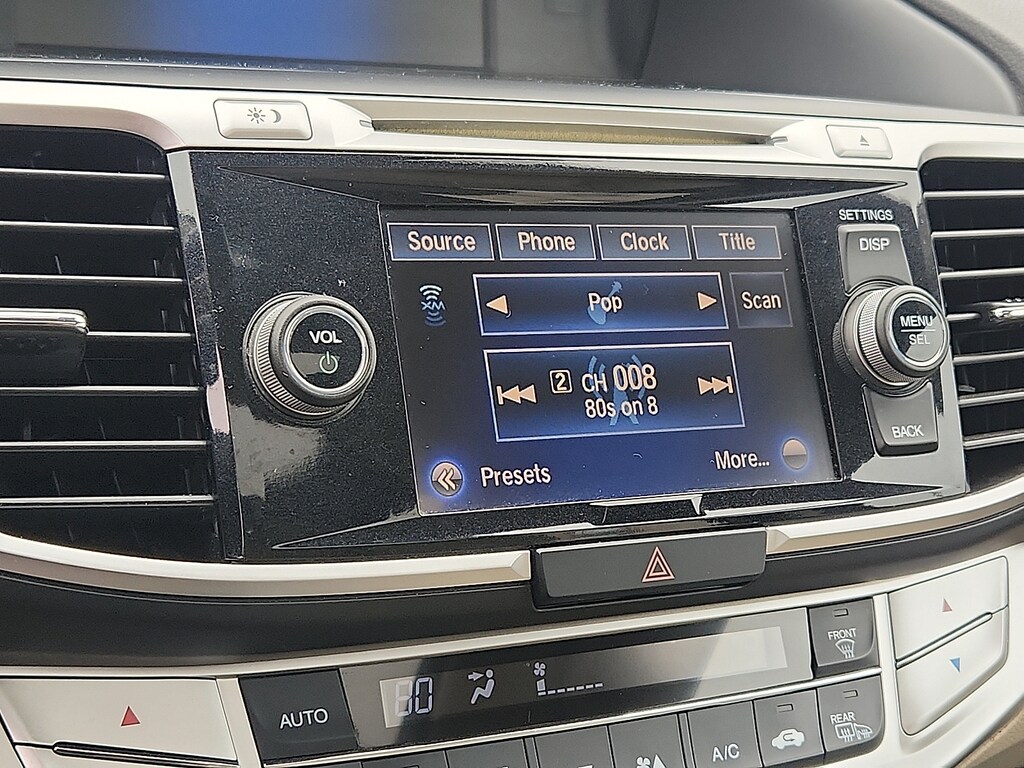 SETTINGS
DISP
Source Phone Clock Title
XM
Pop
Scan
VOL
MENU
SEL
2 CH 008
80s on 8
BACK
Presets
More...
FRONT
80
AUTO
A/C
REAR